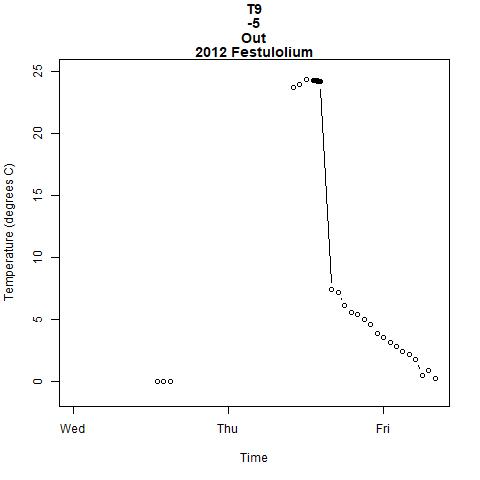 T9
-5
Out
2012 Festulolium
25
20
15
10
5
0
Temperature (degrees C)
Wed Thu Fri
Time